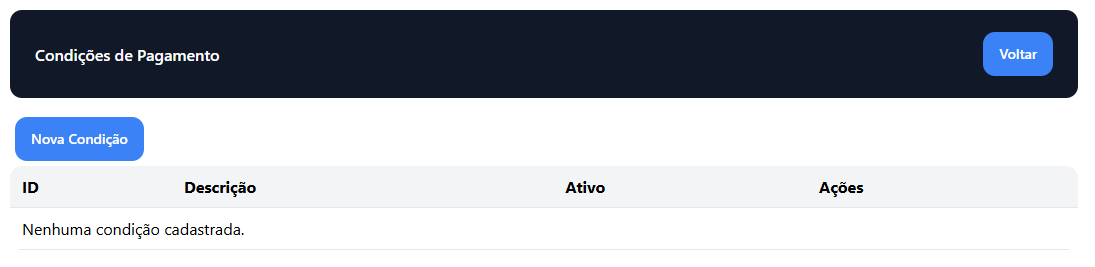 Condições de Pagamento
Voltar
Nova Condição
ID Descrição Ativo Ações
Nenhuma condição cadastrada.